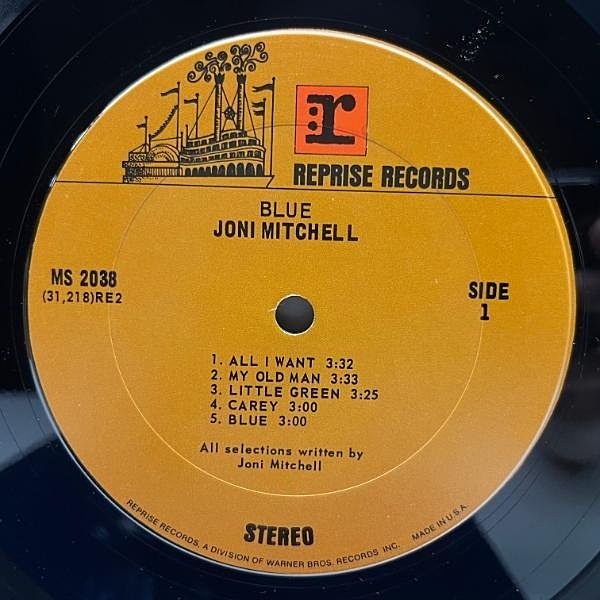 r
REPRISE RECORDS
BLUE
JONI MITCHELL
MS 2038
(31,218)RE2
SIDE
1
1. ALL I WANT 3:32
2. MY OLD MAN 3:33
3. LITTLE GREEN 3:25
4. CAREY 3:00
5. BLUE 3:00
All selections written by
Joni Mitchell
STEREO
REPRISE RECORDS, A DIVISION OF WARNER BROS. RECORDS INC. MADE IN U.S.A.